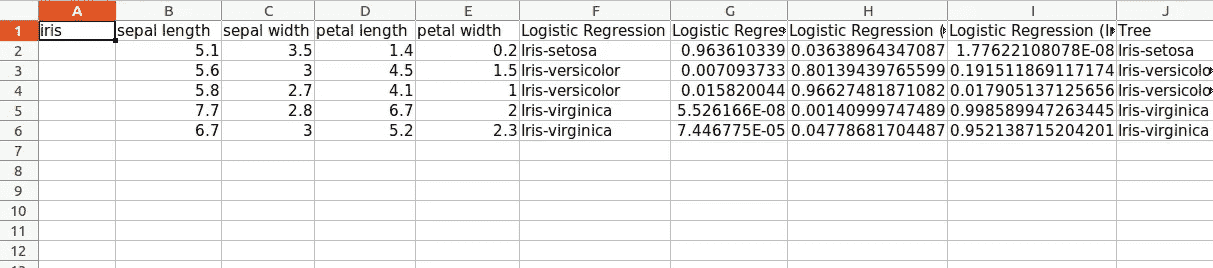 A B C D E F G H I J
1 iris sepal length sepal width petal length petal width Logistic Regression Logistic Regres Logistic Regression ( Logistic Regression (I Tree
2 5.1 3.5 1.4 0.2 Iris-setosa 0.963610339 0.03638964347087 1.77622108078E-08 Iris-setosa
3 5.6 3 4.5 1.5 Iris-versicolor 0.007093733 0.80139439765599 0.191511869117174 Iris-versicolo
4 5.8 2.7 4.1 1 Iris-versicolor 0.015820044 0.96627481871082 0.017905137125656 Iris-versicolo
5 7.7 2.8 6.7 2 Iris-virginica 5.526166E-08 0.00140999747489 0.998589947263445 Iris-virginica
6 6.7 3 5.2 2.3 Iris-virginica 7.446775E-05 0.04778681704487 0.952138715204201 Iris-virginica
7
8
9
10
11
12